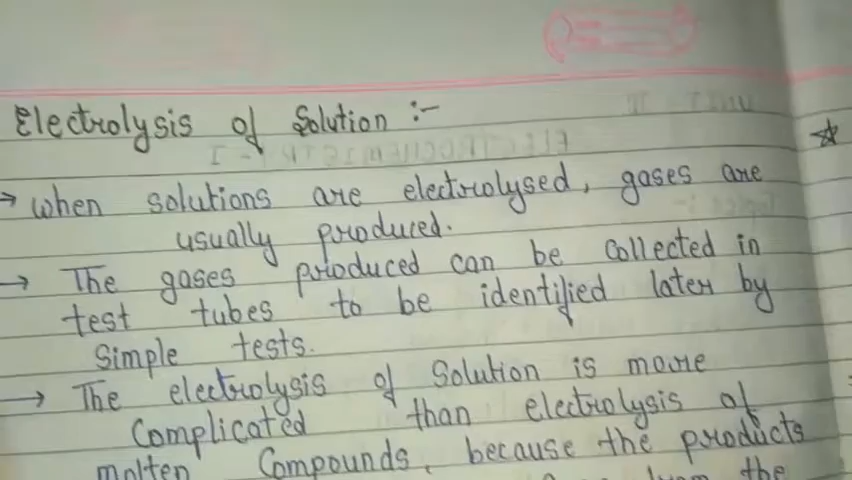 Electrolysis of Solution :-
→ When solutions are electrolysed, gases are
usually produced.
→ The gases produced can be collected in
test tubes to be identified later by
simple tests.
→ The electrolysis of solution is more
Complicated than electrolysis of
molten Compounds, because the products
from the